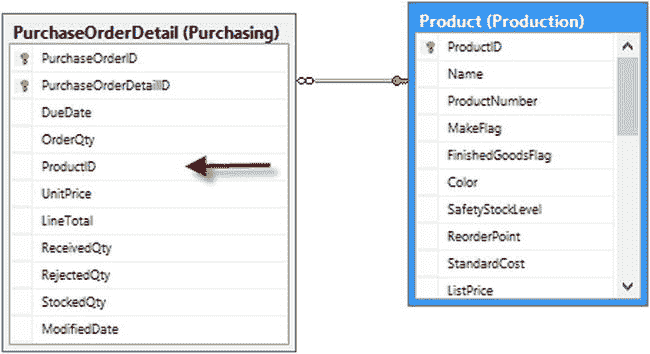 PurchaseOrderDetail (Purchasing)
PurchaseOrderID
PurchaseOrderDetailID
DueDate
OrderQty
ProductID
UnitPrice
LineTotal
ReceivedQty
RejectedQty
StockedQty
ModifiedDate
Product (Production)
ProductID
Name
ProductNumber
MakeFlag
FinishedGoodsFlag
Color
SafetyStockLevel
ReorderPoint
StandardCost
ListPrice